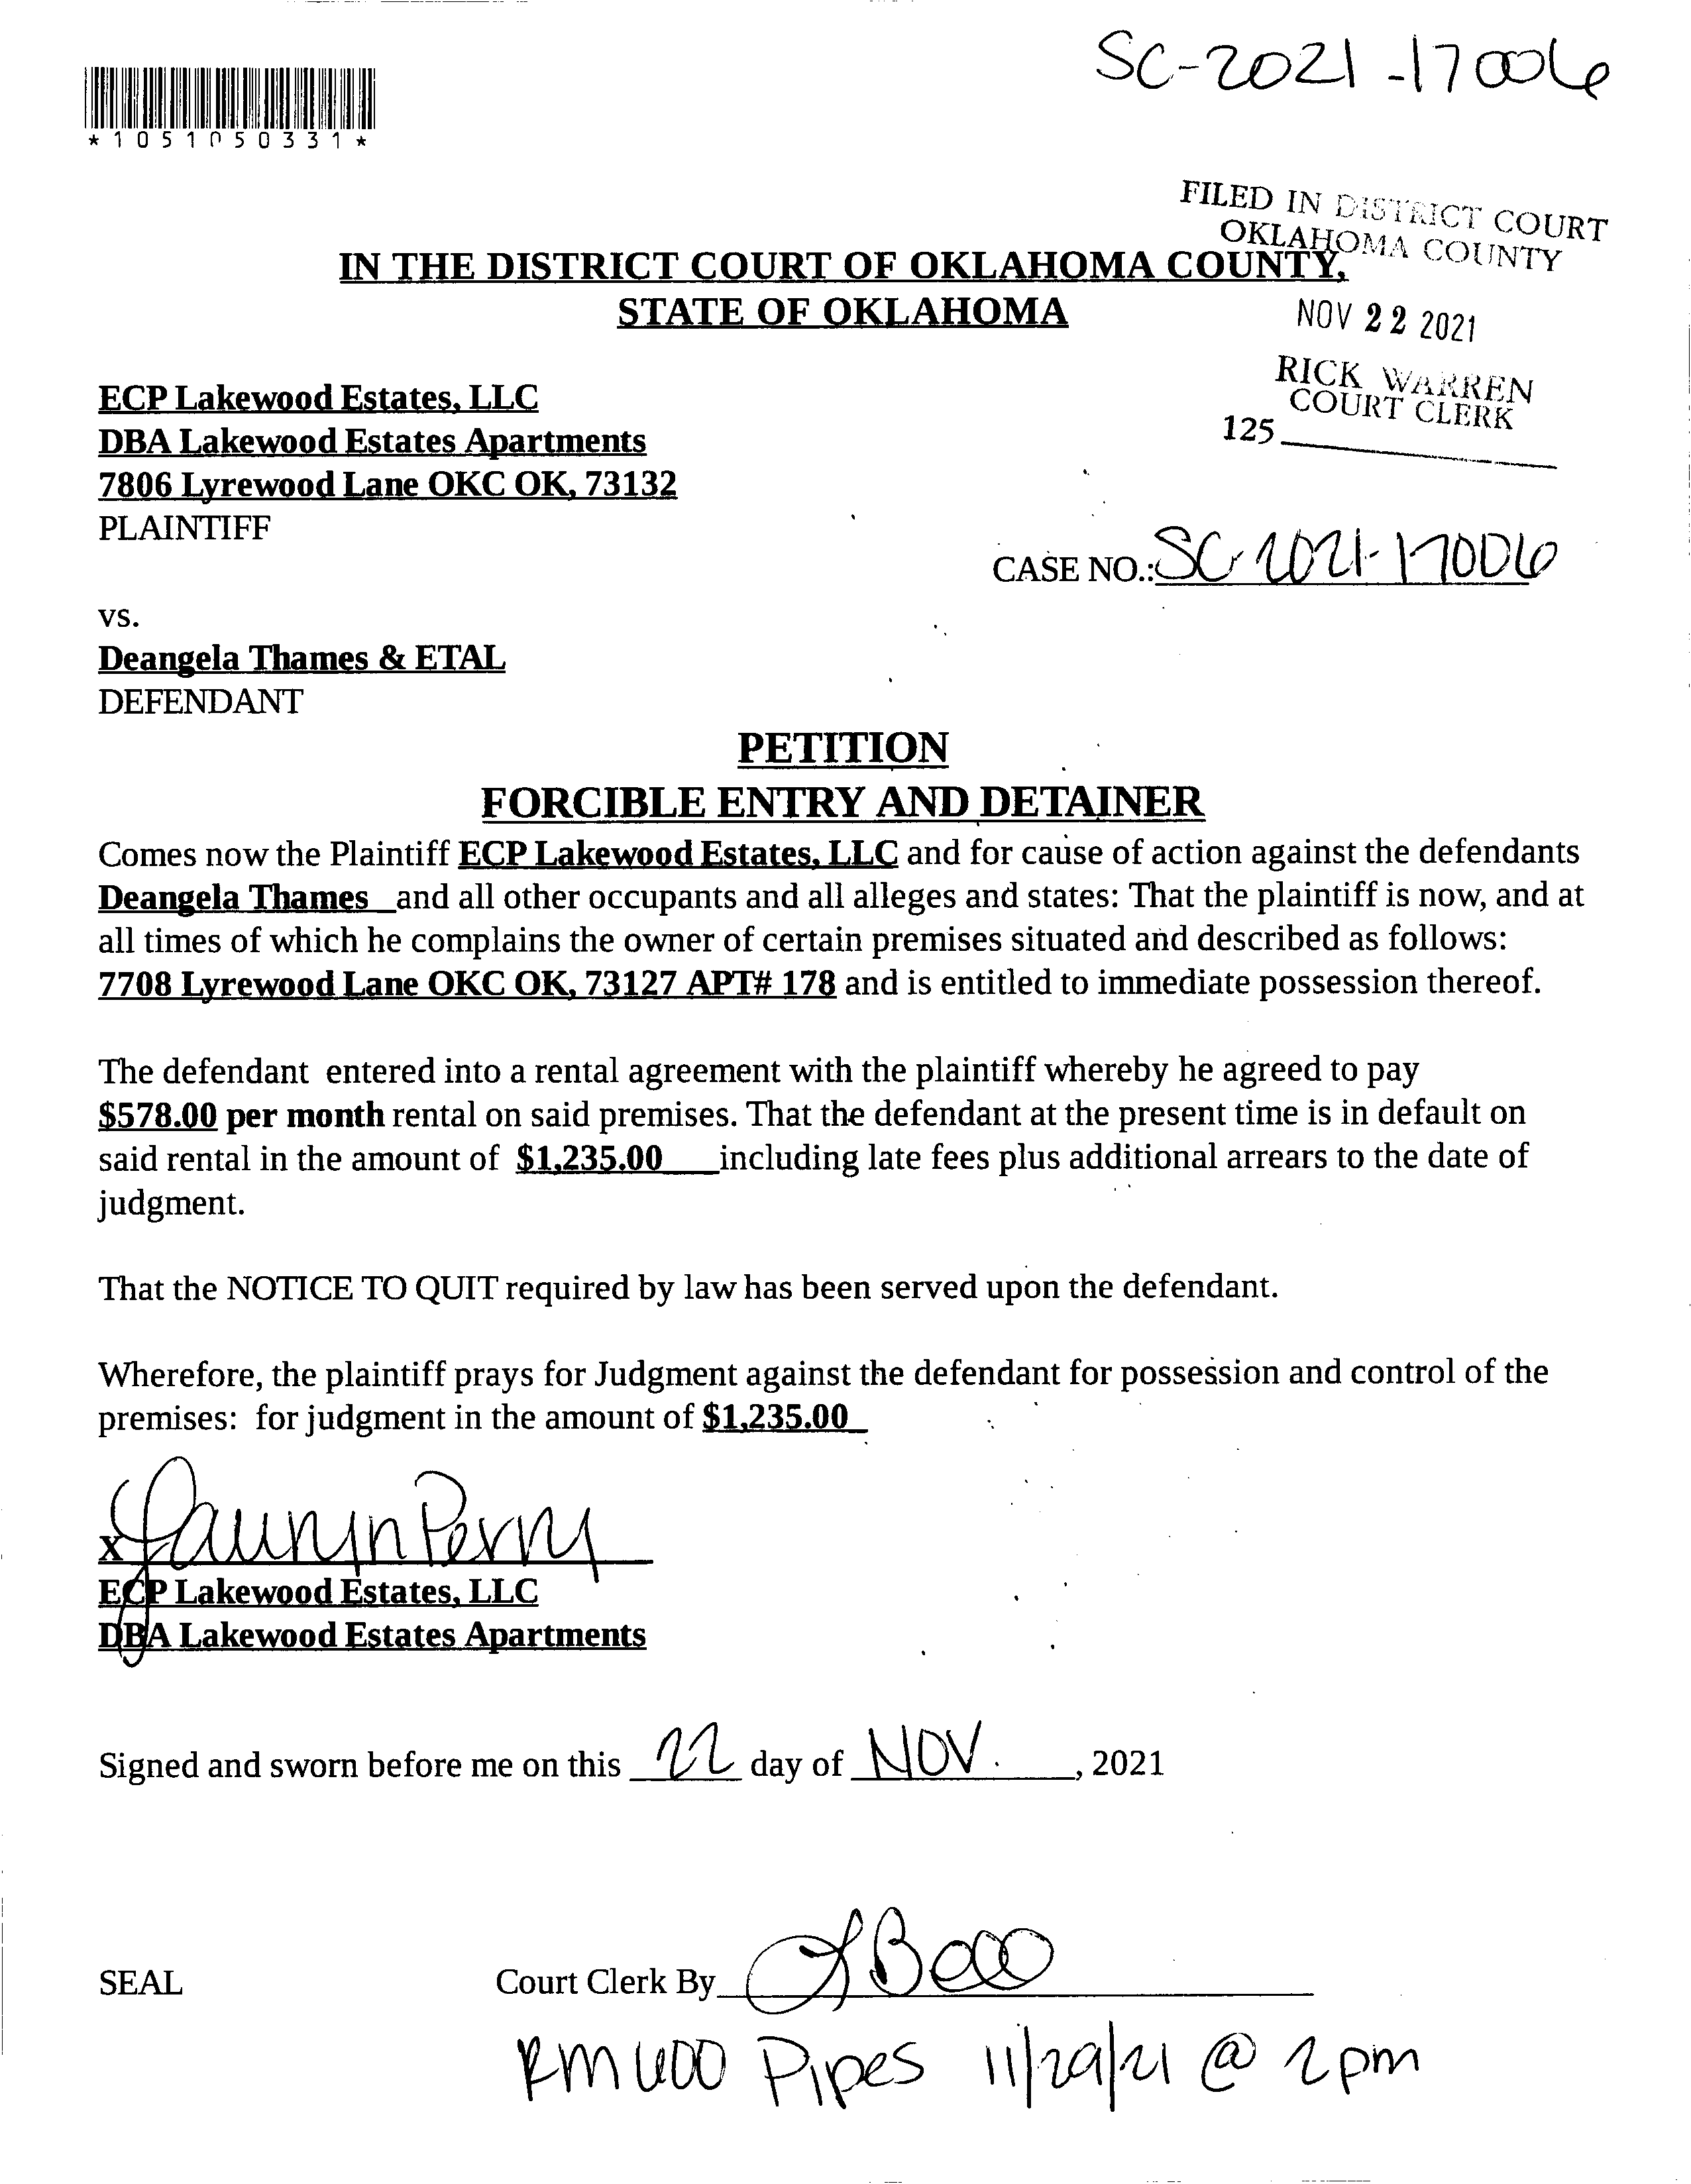 SC-2021-17006
*1051050331*
FILED IN DISTRICT COURT
OKLAHOMA COUNTY
IN THE DISTRICT COURT OF OKLAHOMA COUNTY,
STATE OF OKLAHOMA
NOV 22 2021
RICK WARREN
COURT CLERK
125
ECP Lakewood Estates, LLC
DBA Lakewood Estates Apartments
7806 Lyrewood Lane OKC OK, 73132
PLAINTIFF
CASE NO.: SC-2021-17006
vs.
Deangela Thames & ETAL
DEFENDANT
PETITION
FORCIBLE ENTRY AND DETAINER
Comes now the Plaintiff ECP Lakewood Estates, LLC and for cause of action against the defendants
Deangela Thames and all other occupants and all alleges and states: That the plaintiff is now, and at
all times of which he complains the owner of certain premises situated and described as follows:
7708 Lyrewood Lane OKC OK, 73127 APT# 178 and is entitled to immediate possession thereof.
The defendant entered into a rental agreement with the plaintiff whereby he agreed to pay
$578.00 per month rental on said premises. That the defendant at the present time is in default on
said rental in the amount of $1,235.00 including late fees plus additional arrears to the date of
judgment.
That the NOTICE TO QUIT required by law has been served upon the defendant.
Wherefore, the plaintiff prays for Judgment against the defendant for possession and control of the
premises: for judgment in the amount of $1,235.00
x Perry
ECP Lakewood Estates, LLC
DBA Lakewood Estates Apartments
Signed and sworn before me on this 22 day of NOV. , 2021
SEAL Court Clerk By
RM 600 Pipes 11/29/21 @ 2pm